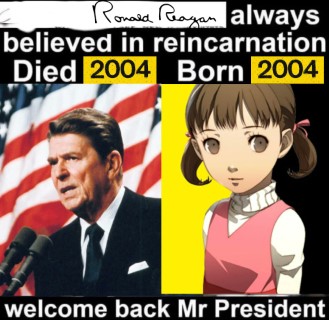 Ronald Reagan always
believed in reincarnation
Died 2004 Born 2004
welcome back Mr President